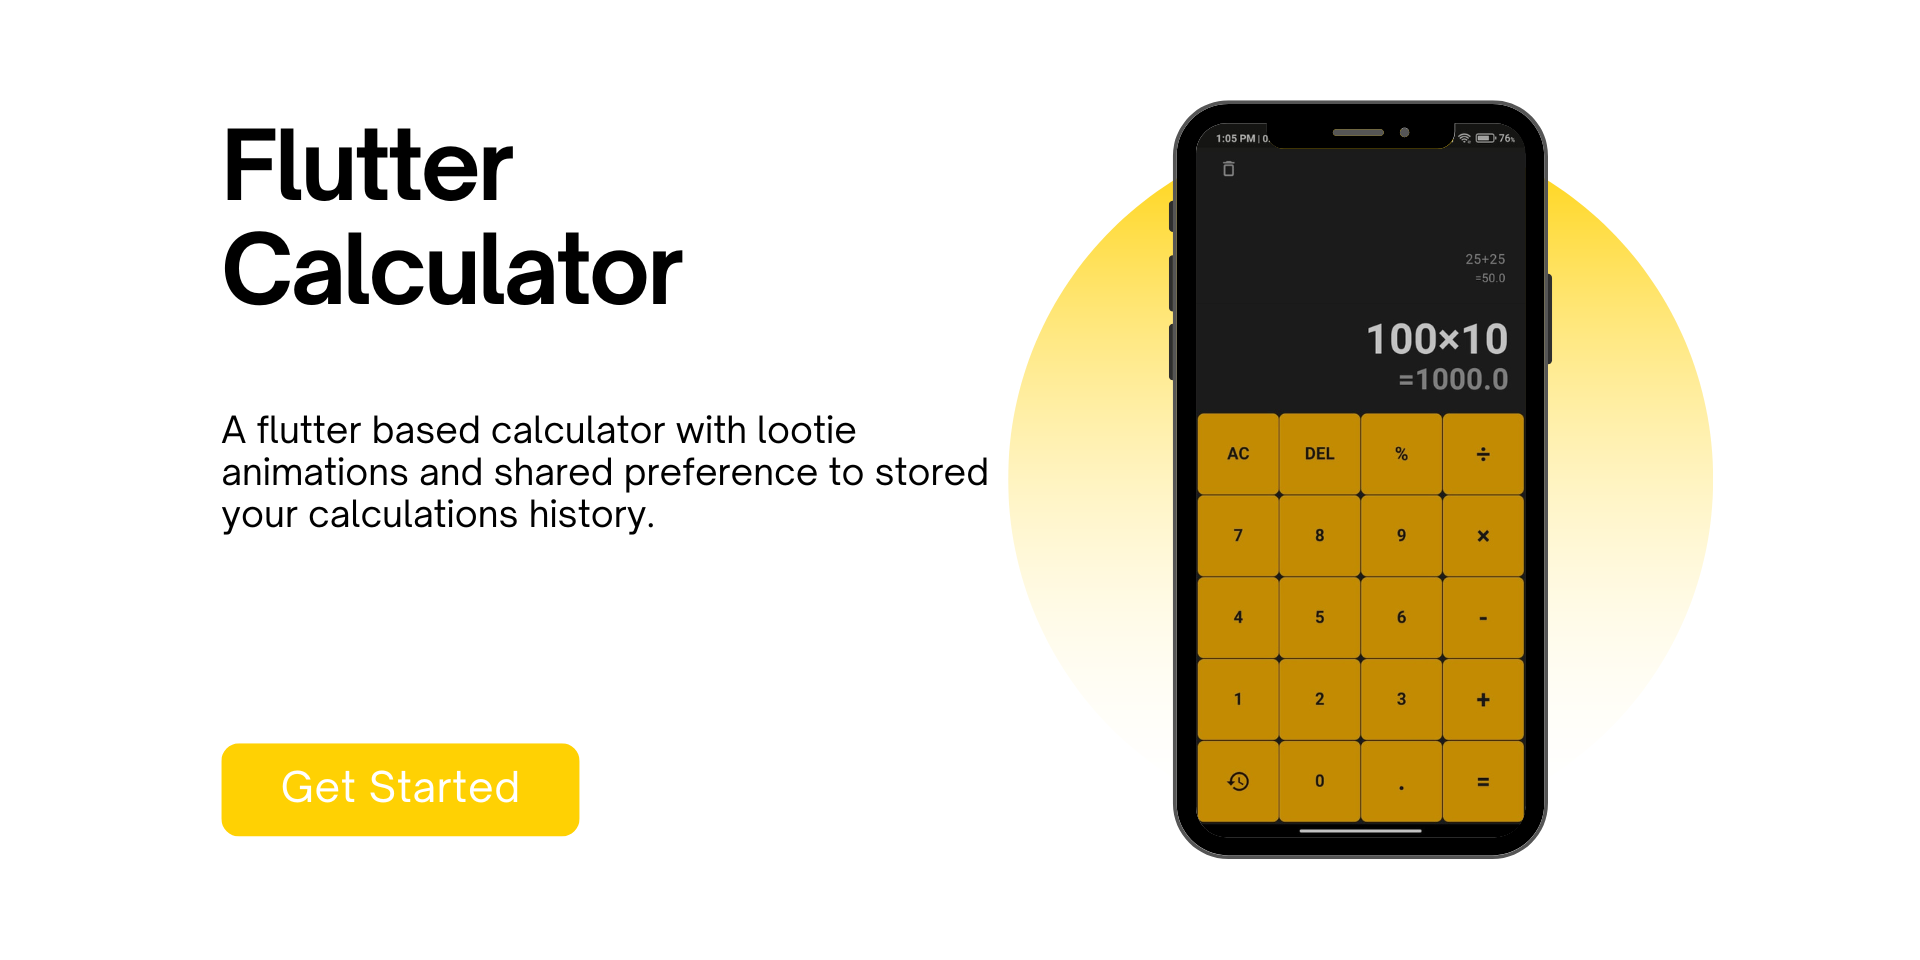 Flutter
Calculator
A flutter based calculator with lootie
animations and shared preference to stored
your calculations history.
Get Started
1:05 PM | 0
76%
25+25
=50.0
100×10
=1000.0
AC DEL % ÷
7 8 9 ×
4 5 6 -
1 2 3 +
0 . =